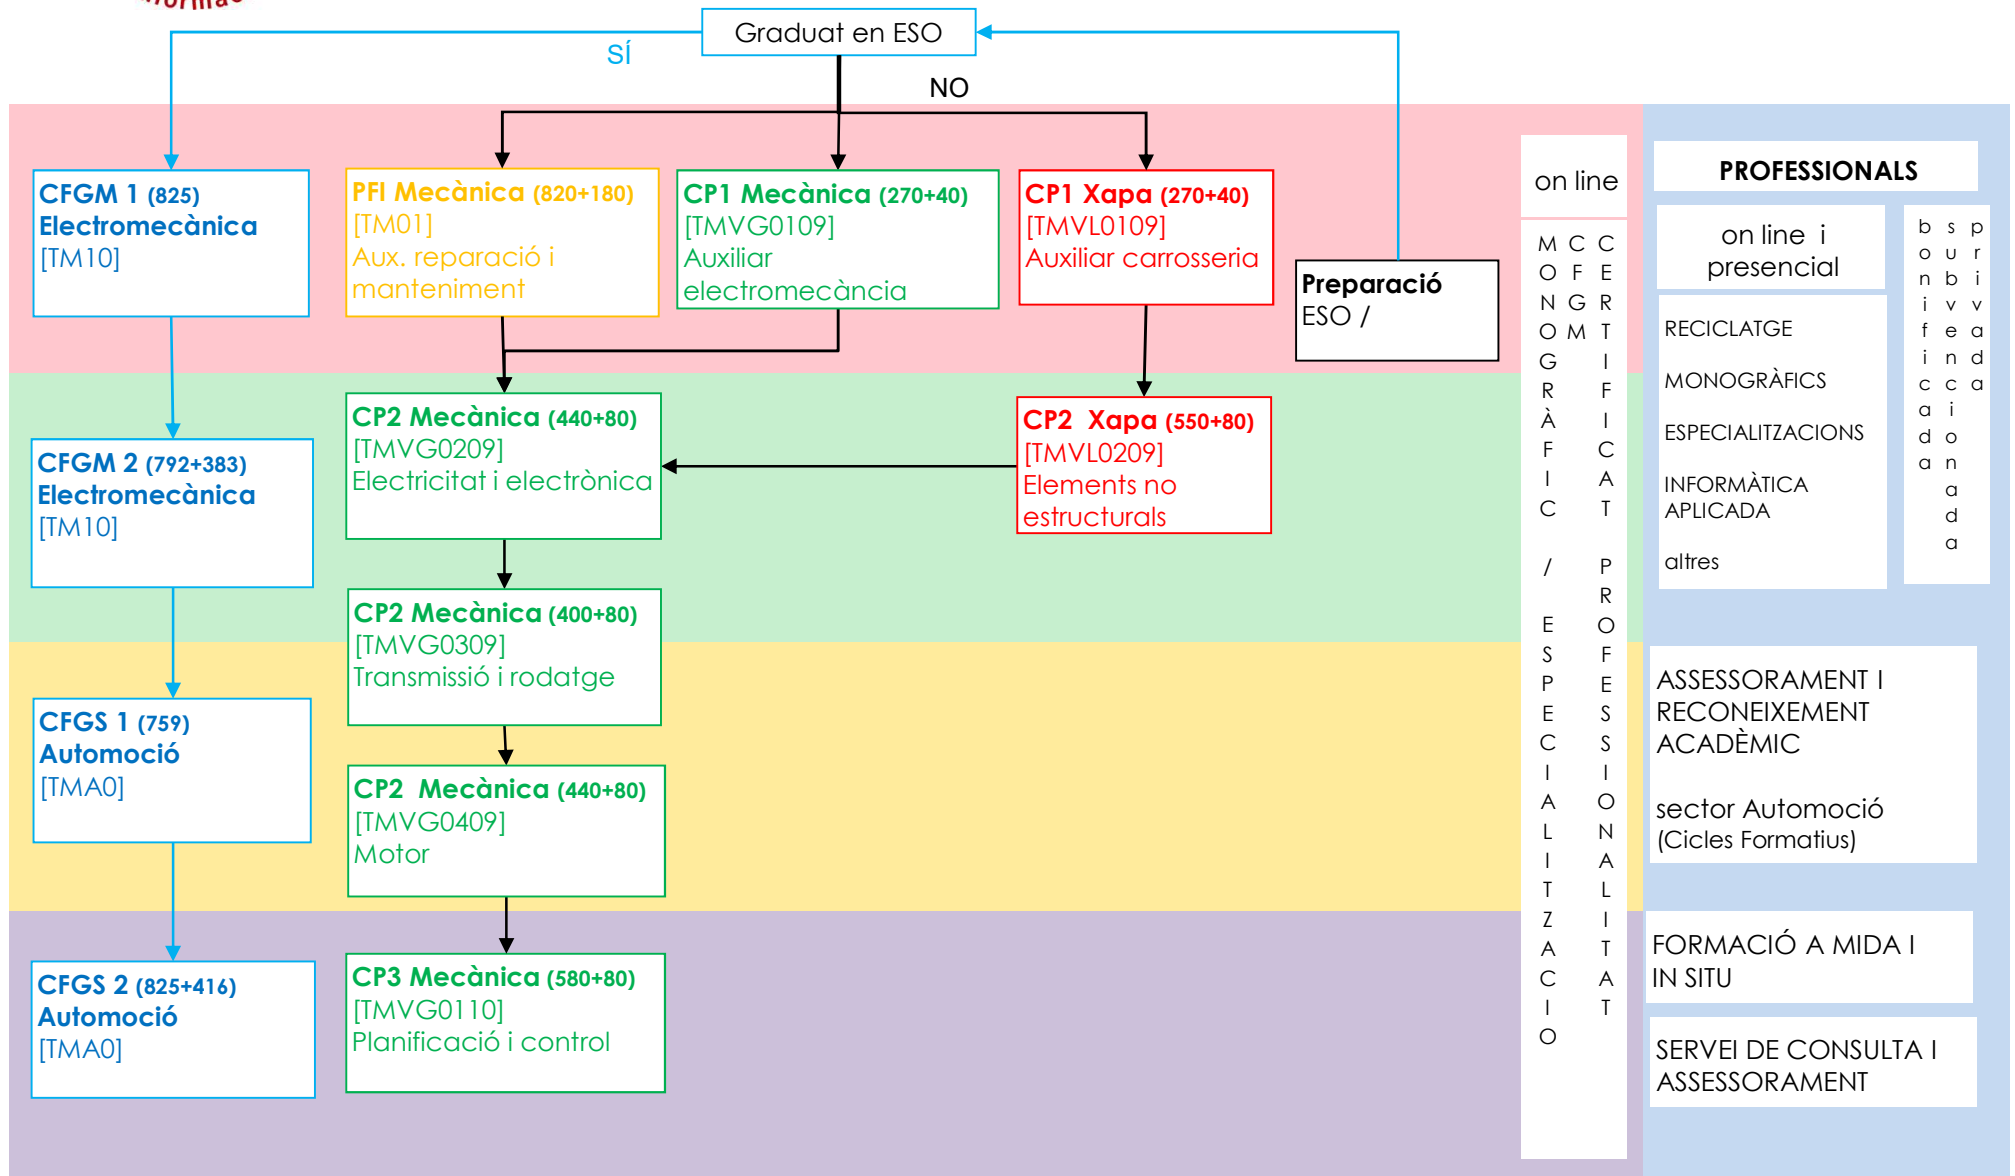 Graduat en ESO
SÍ
NO
CFGM 1 (825)
Electromecànica
[TM10]
PFI Mecànica (820+180)
[TM01]
Aux. reparació i
manteniment
CP1 Mecànica (270+40)
[TMVG0109]
Auxiliar
electromecància
CP1 Xapa (270+40)
[TMVL0109]
Auxiliar carrosseria
Preparació
ESO /
CFGM 2 (792+383)
Electromecànica
[TM10]
CP2 Mecànica (440+80)
[TMVG0209]
Electricitat i electrònica
CP2 Xapa (550+80)
[TMVL0209]
Elements no
estructurals
CP2 Mecànica (400+80)
[TMVG0309]
Transmissió i rodatge
CFGS 1 (759)
Automoció
[TMA0]
CP2 Mecànica (440+80)
[TMVG0409]
Motor
CFGS 2 (825+416)
Automoció
[TMA0]
CP3 Mecànica (580+80)
[TMVG0110]
Planificació i control
on line
MONOGRÀFIC / ESPECIALITZACIO
CFGM
CERTIFICAT PROFESSIONALITAT
PROFESSIONALS
on line i
presencial
RECICLATGE
MONOGRÀFICS
ESPECIALITZACIONS
INFORMÀTICA
APLICADA
altres
bonificada
subvencionada
privada
ASSESSORAMENT I
RECONEIXEMENT
ACADÈMIC
sector Automoció
(Cicles Formatius)
FORMACIÓ A MIDA I
IN SITU
SERVEI DE CONSULTA I
ASSESSORAMENT